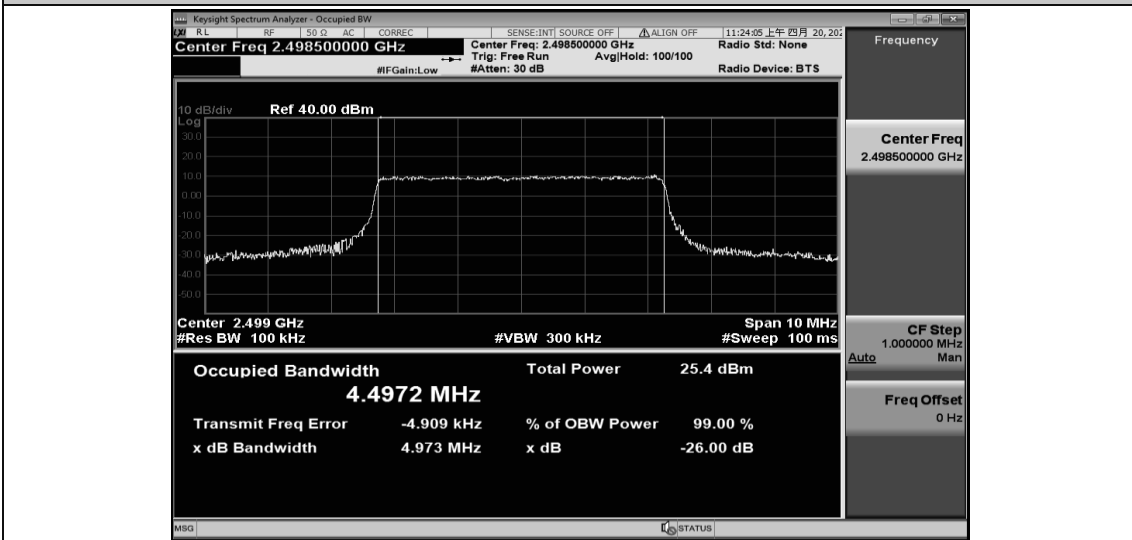 Keysight Spectrum Analyzer - Occupied BW
LXI RL RF 50 Ω AC CORREC SENSE:INT SOURCE OFF ⚠ALIGN OFF 11:24:05 上午 四月 20, 202
Center Freq 2.498500000 GHz
Center Freq: 2.498500000 GHz
Radio Std: None
Trig: Free Run
Avg|Hold: 100/100
#IFGain:Low
#Atten: 30 dB
Radio Device: BTS
10 dB/div
Ref 40.00 dBm
Log
30.0
20.0
10.0
0.00
-10.0
-20.0
-30.0
-40.0
-50.0
Center 2.499 GHz
Span 10 MHz
#Res BW 100 kHz
#VBW 300 kHz
#Sweep 100 ms
Occupied Bandwidth
4.4972 MHz
Total Power 25.4 dBm
Transmit Freq Error -4.909 kHz
% of OBW Power 99.00 %
x dB Bandwidth 4.973 MHz
x dB -26.00 dB
MSG
STATUS
Frequency
Center Freq
2.498500000 GHz
CF Step
1.000000 MHz
Auto Man
Freq Offset
0 Hz